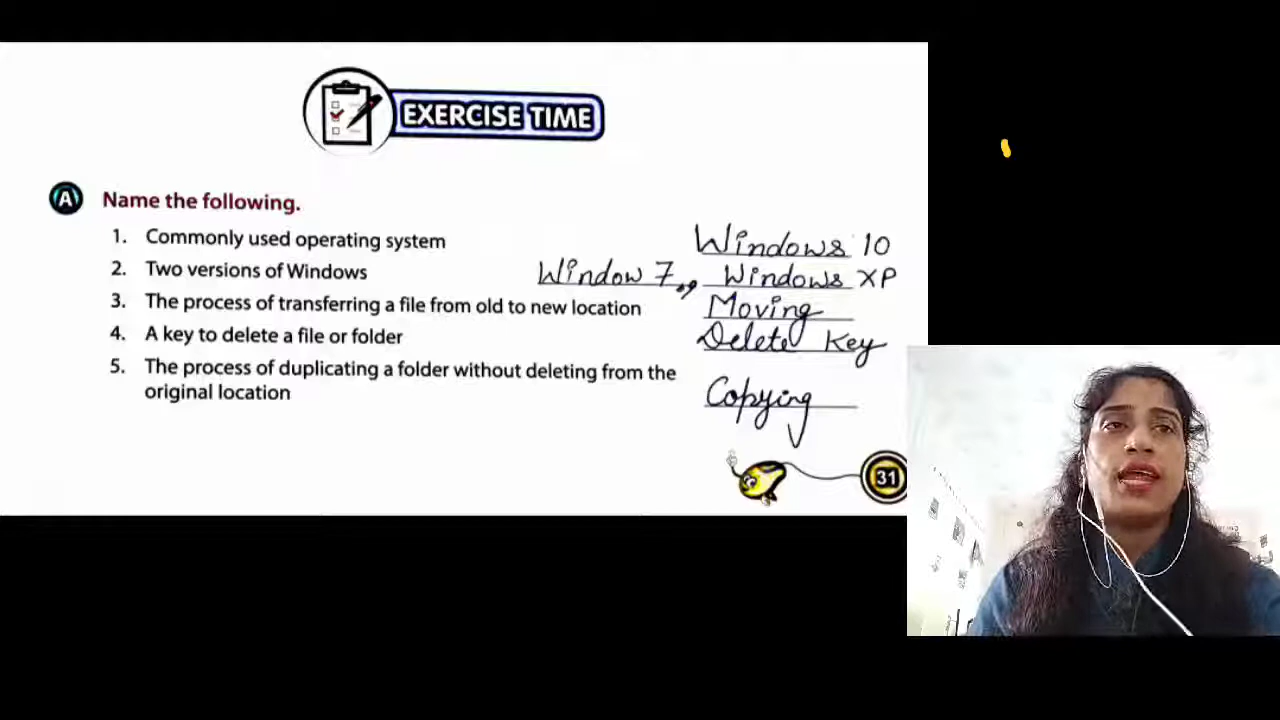 EXERCISE TIME
A Name the following.
1. Commonly used operating system Windows 10
2. Two versions of Windows Window 7, Windows XP
3. The process of transferring a file from old to new location Moving
4. A key to delete a file or folder Delete Key
5. The process of duplicating a folder without deleting from the
original location Copying
31